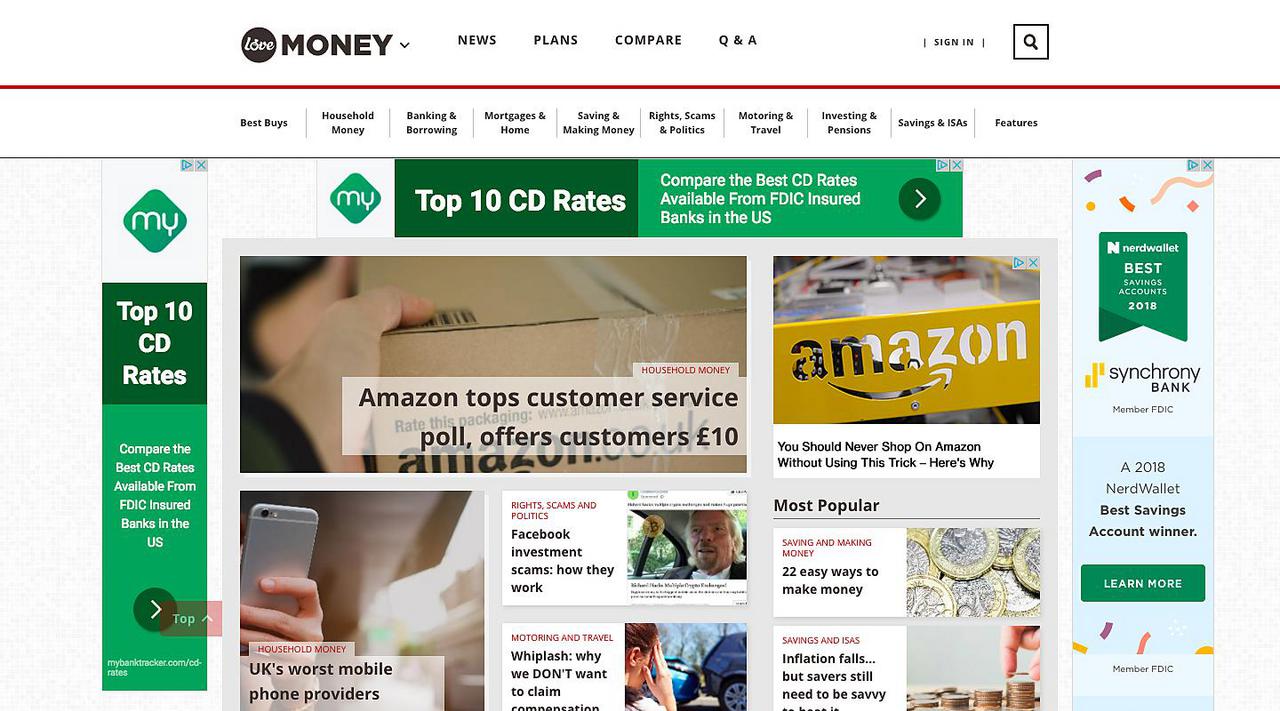 love MONEY
NEWS
PLANS
COMPARE
Q & A
| SIGN IN |
Best Buys
Household
Money
Banking &
Borrowing
Mortgages &
Home
Saving &
Making Money
Rights, Scams
& Politics
Motoring &
Travel
Investing &
Pensions
Savings & ISAs
Features
my
Top 10
CD
Rates
Compare the
Best CD Rates
Available From
FDIC Insured
Banks in the
US
mybanktracker.com/cd-
rates
Top
my
Top 10 CD Rates
Compare the Best CD Rates
Available From FDIC Insured
Banks in the US
HOUSEHOLD MONEY
Amazon tops customer service
poll, offers customers £10
Rate this packaging: www.amazon.
amazon.co.uk
HOUSEHOLD MONEY
UK's worst mobile
phone providers
RIGHTS, SCAMS AND
POLITICS
Facebook
investment
scams: how they
work
MOTORING AND TRAVEL
Whiplash: why
we DON'T want
to claim
compensation
amazon
You Should Never Shop On Amazon
Without Using This Trick – Here's Why
Most Popular
SAVING AND MAKING
MONEY
22 easy ways to
make money
SAVINGS AND ISAS
Inflation falls...
but savers still
need to be savvy
to beat it
nerdwallet
BEST
SAVINGS
ACCOUNTS
2018
synchrony
BANK
Member FDIC
A 2018
NerdWallet
Best Savings
Account winner.
LEARN MORE
Member FDIC